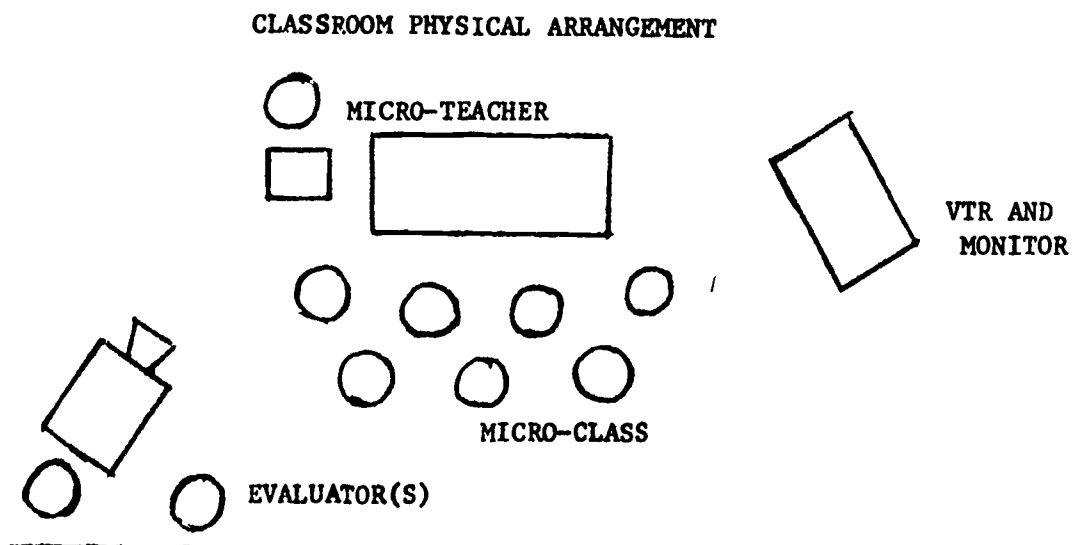 CLASSROOM PHYSICAL ARRANGEMENT
MICRO-TEACHER
VTR AND
MONITOR
MICRO-CLASS
EVALUATOR(S)